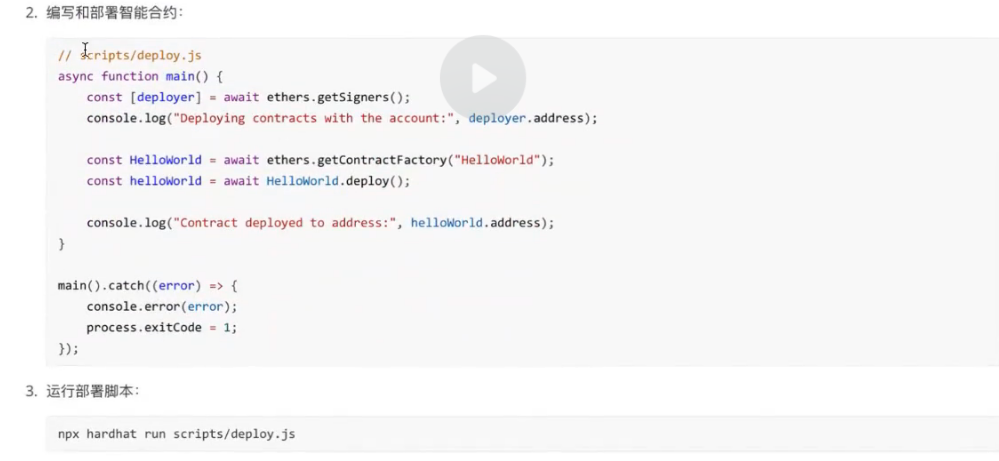 2. 编写和部署智能合约：
// scripts/deploy.js
async function main() {
    const [deployer] = await ethers.getSigners();
    console.log("Deploying contracts with the account:", deployer.address);
    const HelloWorld = await ethers.getContractFactory("HelloWorld");
    const helloWorld = await HelloWorld.deploy();
    console.log("Contract deployed to address:", helloWorld.address);
}
main().catch((error) => {
    console.error(error);
    process.exitCode = 1;
});
3. 运行部署脚本：
npx hardhat run scripts/deploy.js